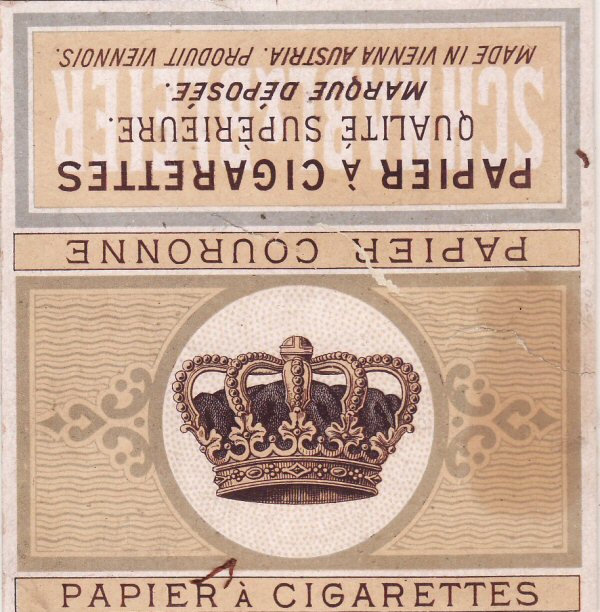 PAPIER COURONNE
PAPIER À CIGARETTES
QUALITÉ SUPÉRIEURE.
MARQUE DÉPOSÉE.
MADE IN VIENNA AUSTRIA. PRODUIT VIENNOIS.
PAPIER À CIGARETTES